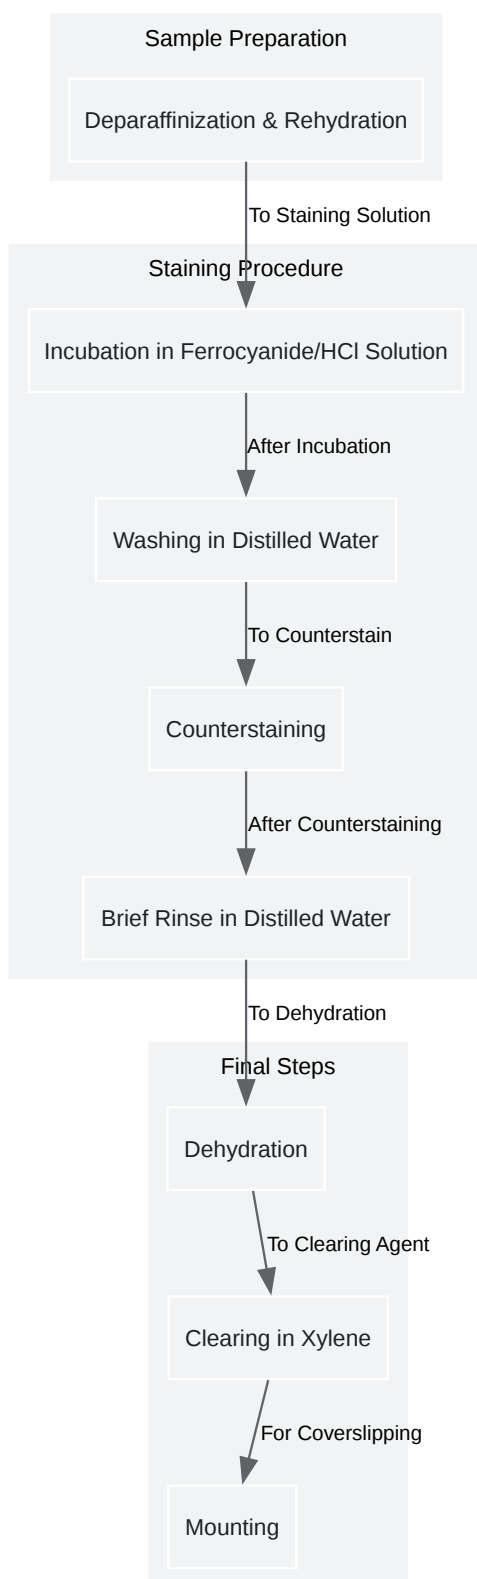 Sample Preparation
Deparaffinization & Rehydration
To Staining Solution
Staining Procedure
Incubation in Ferrocyanide/HCl Solution
After Incubation
Washing in Distilled Water
To Counterstain
Counterstaining
After Counterstaining
Brief Rinse in Distilled Water
To Dehydration
Final Steps
Dehydration
To Clearing Agent
Clearing in Xylene
For Coverslipping
Mounting